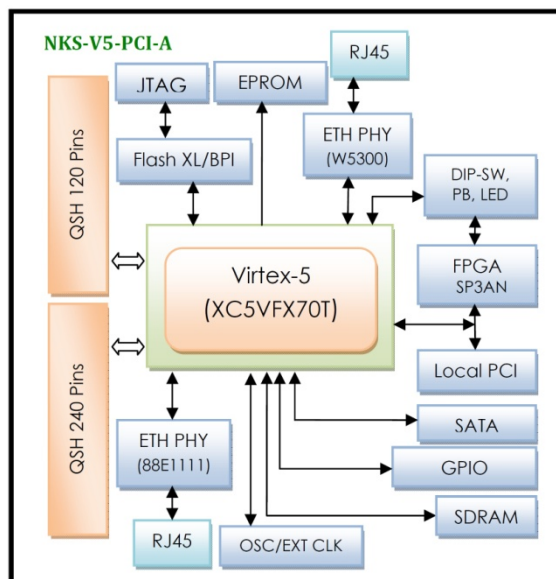 NKS-V5-PCI-A
RJ45
JTAG
EPROM
ETH PHY
(W5300)
Flash XL/BPI
DIP-SW,
PB, LED
QSH 120 Pins
Virtex-5
(XC5VFX70T)
FPGA
SP3AN
Local PCI
QSH 240 Pins
ETH PHY
(88E1111)
SATA
GPIO
SDRAM
RJ45
OSC/EXT CLK